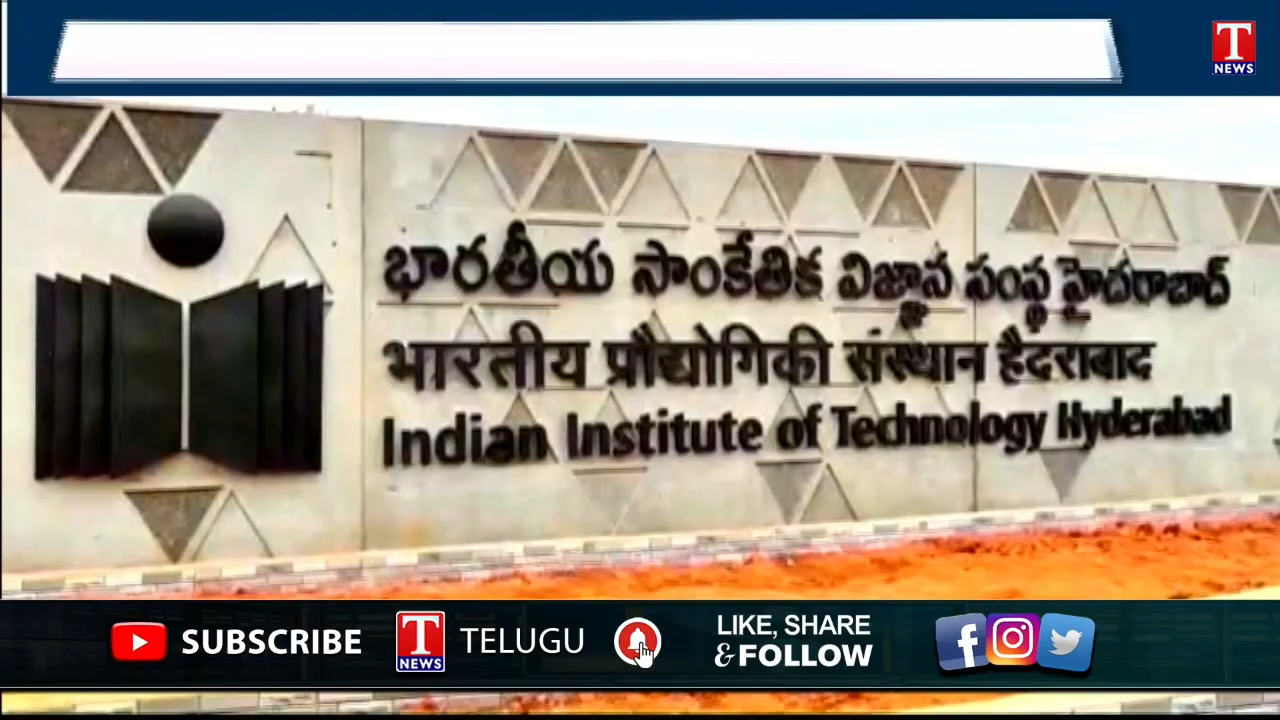 T
NEWS
భారతీయ సాంకేతిక విజ్ఞాన సంస్థ హైదరాబాద్
भारतीय प्रौद्योगिकी संस्थान हैदराबाद
Indian Institute of Technology Hyderabad
SUBSCRIBE
T
NEWS
TELUGU
LIKE, SHARE
& FOLLOW